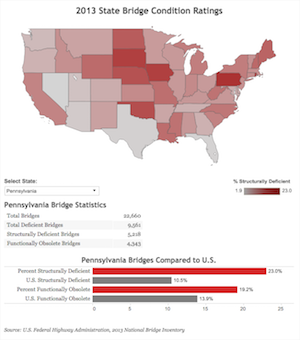 2013 State Bridge Condition Ratings
Select State:
Pennsylvania
% Structurally Deficient
1.9 23.0
Pennsylvania Bridge Statistics
Total Bridges 22,660
Total Deficient Bridges 9,561
Structurally Deficient Bridges 5,218
Functionally Obsolete Bridges 4,343
Pennsylvania Bridges Compared to U.S.
Percent Structurally Deficient 23.0%
U.S. Structurally Deficient 10.5%
Percent Functionally Obsolete 19.2%
U.S. Functionally Obsolete 13.9%
0 5 10 15 20 25
Source: U.S. Federal Highway Administration, 2013 National Bridge Inventory